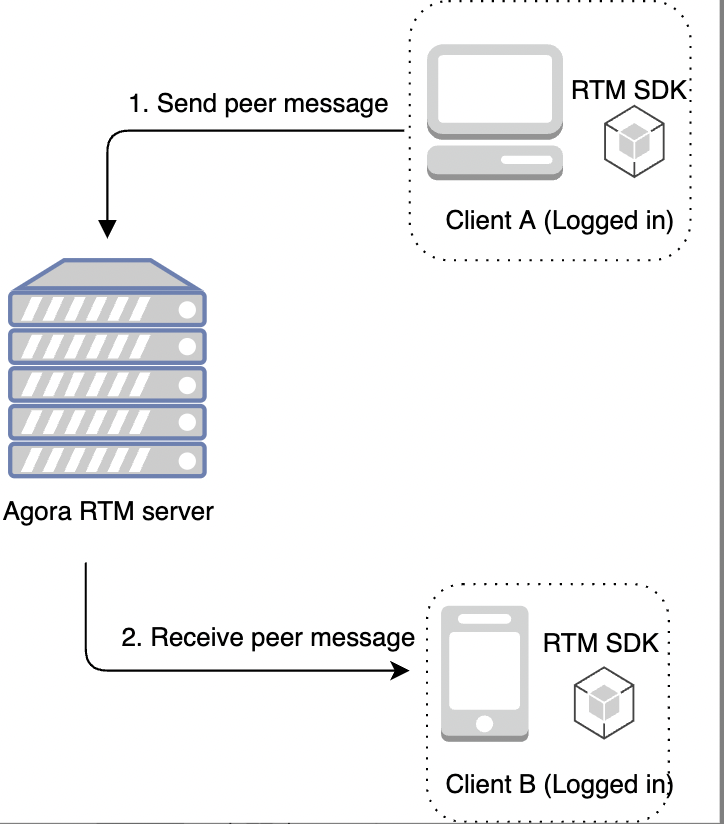 RTM SDK
1. Send peer message
Client A (Logged in)
Agora RTM server
2. Receive peer message
RTM SDK
Client B (Logged in)